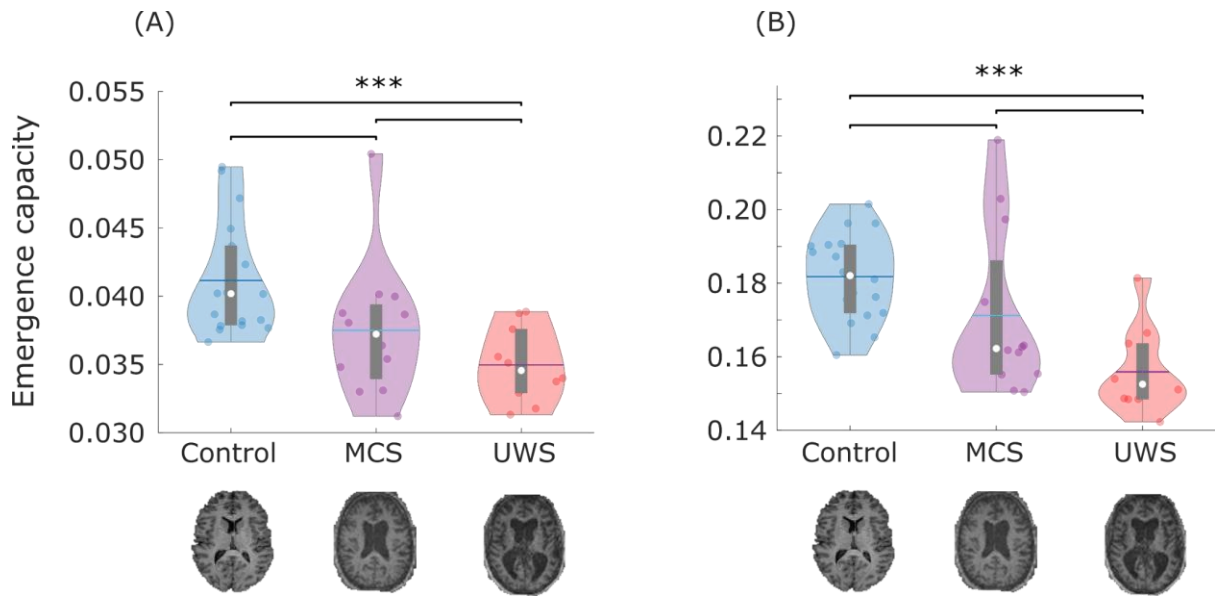 (A)
Emergence capacity
***
0.055
0.050
0.045
0.040
0.035
0.030
Control MCS UWS
(B)
***
0.22
0.20
0.18
0.16
0.14
Control MCS UWS